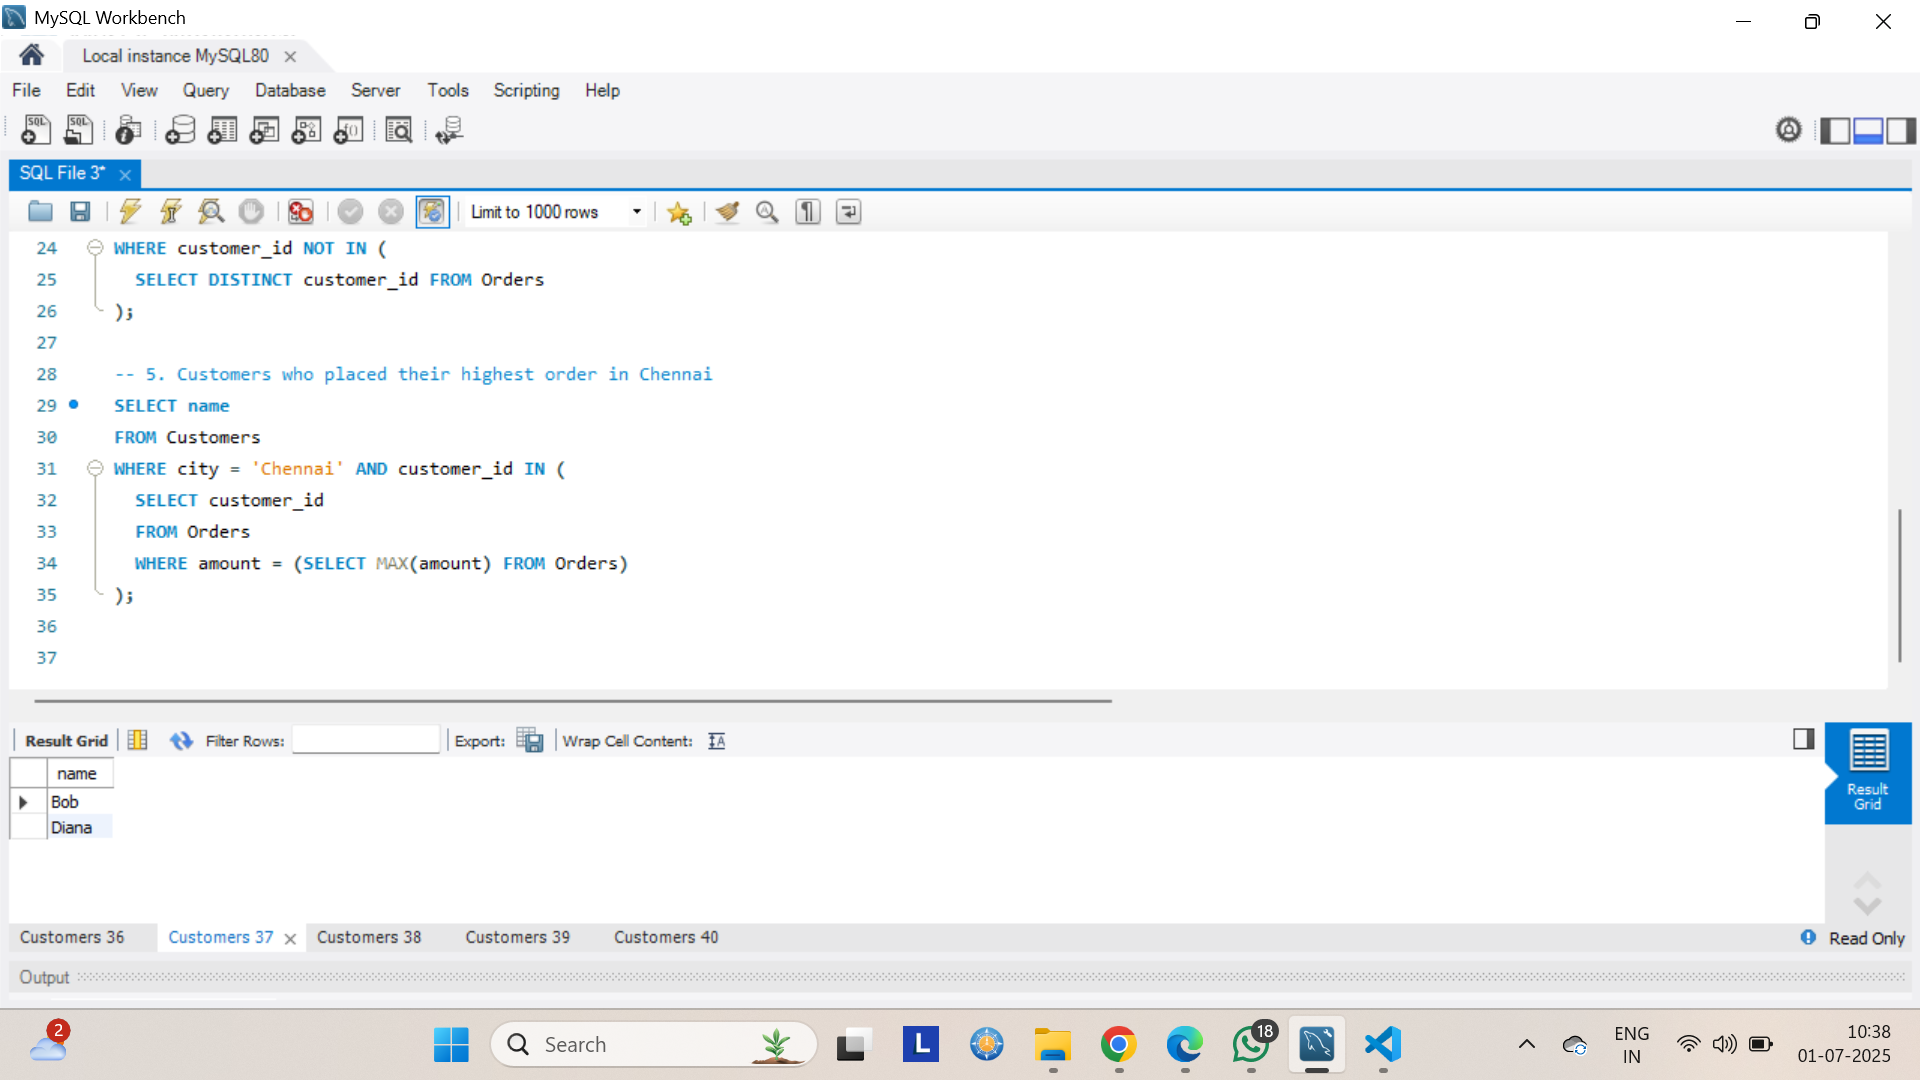 MySQL Workbench
Local instance MySQL80
File Edit View Query Database Server Tools Scripting Help
SQL File 3*
Limit to 1000 rows
24 WHERE customer_id NOT IN (
25 SELECT DISTINCT customer_id FROM Orders
26 );
27
28 -- 5. Customers who placed their highest order in Chennai
29 SELECT name
30 FROM Customers
31 WHERE city = 'Chennai' AND customer_id IN (
32 SELECT customer_id
33 FROM Orders
34 WHERE amount = (SELECT MAX(amount) FROM Orders)
35 );
36
37
Result Grid Filter Rows: Export: Wrap Cell Content:
name
Bob
Diana
Result
Grid
Customers 36 Customers 37 Customers 38 Customers 39 Customers 40 Read Only
Output
2
Search
L
18
ENG
IN
10:38
01-07-2025